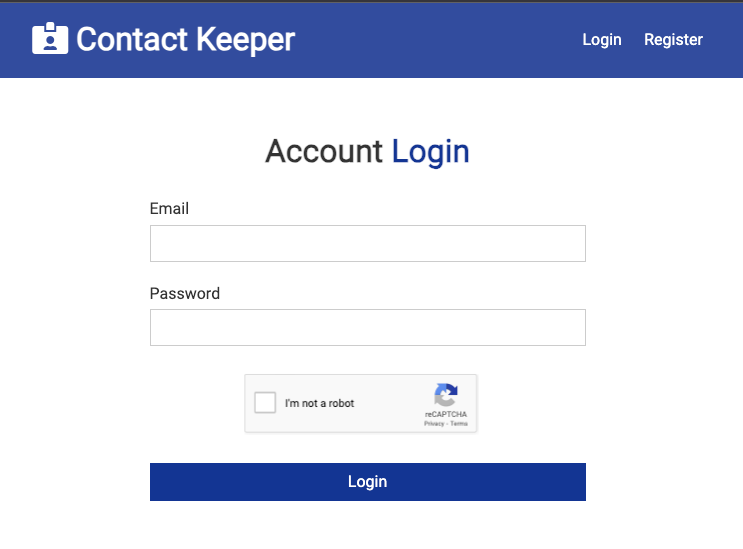 Contact Keeper
Login Register
Account Login
Email
Password
I'm not a robot
reCAPTCHA
Privacy - Terms
Login